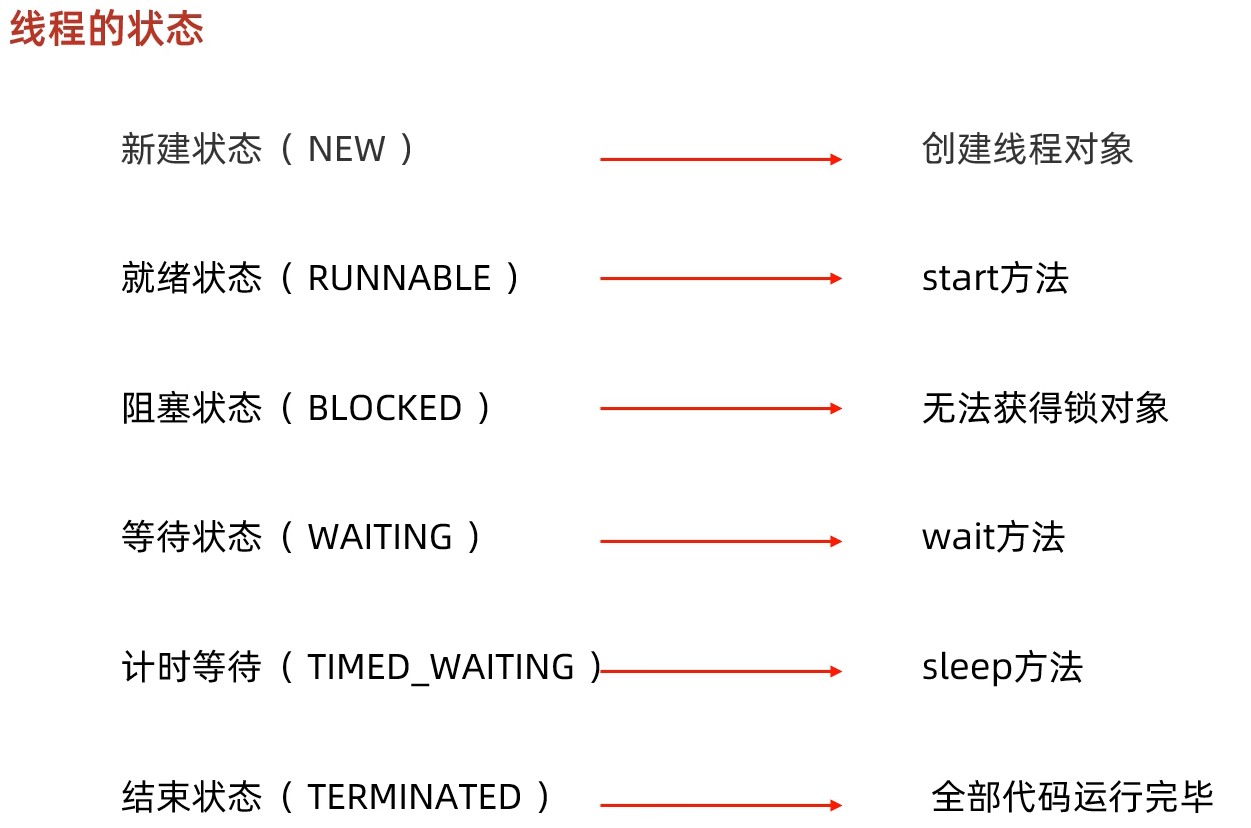 线程的状态
新建状态（ NEW ） 创建线程对象
就绪状态（ RUNNABLE ） start方法
阻塞状态（ BLOCKED ） 无法获得锁对象
等待状态（ WAITING ） wait方法
计时等待（ TIMED_WAITING ） sleep方法
结束状态（ TERMINATED ） 全部代码运行完毕